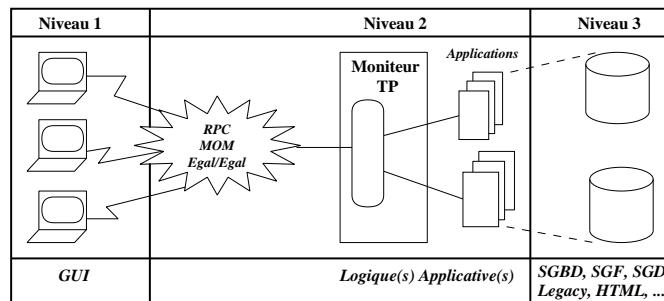 Niveau 1
Niveau 2
Niveau 3
Applications
Moniteur
TP
RPC
MOM
Egal/Egal
GUI
Logique(s) Applicative(s)
SGBD, SGF, SGD
Legacy, HTML, ...